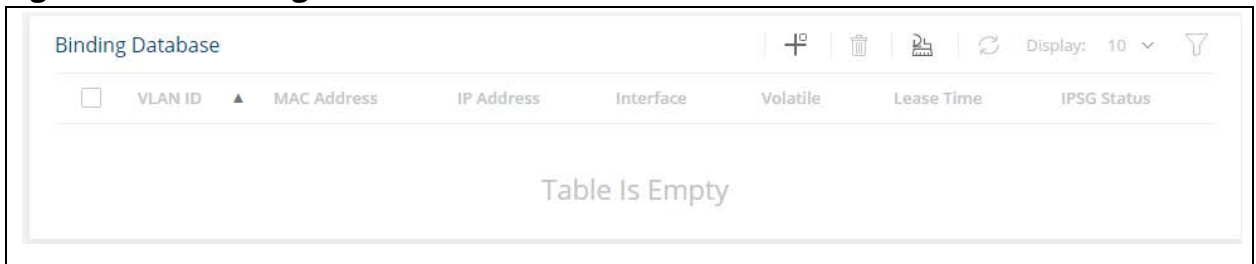 Binding Database Display: 10
VLAN ID ▲ MAC Address IP Address Interface Volatile Lease Time IPSG Status
Table Is Empty